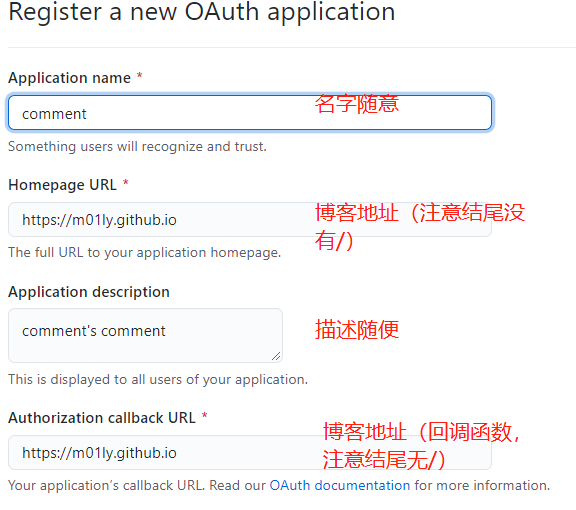 Register a new OAuth application
Application name *
comment
名字随意
Something users will recognize and trust.
Homepage URL *
https://m01ly.github.io
博客地址（注意结尾没
有/）
The full URL to your application homepage.
Application description
comment's comment
描述随便
This is displayed to all users of your application.
Authorization callback URL *
https://m01ly.github.io
博客地址（回调函数，
注意结尾无/）
Your application's callback URL. Read our OAuth documentation for more information.